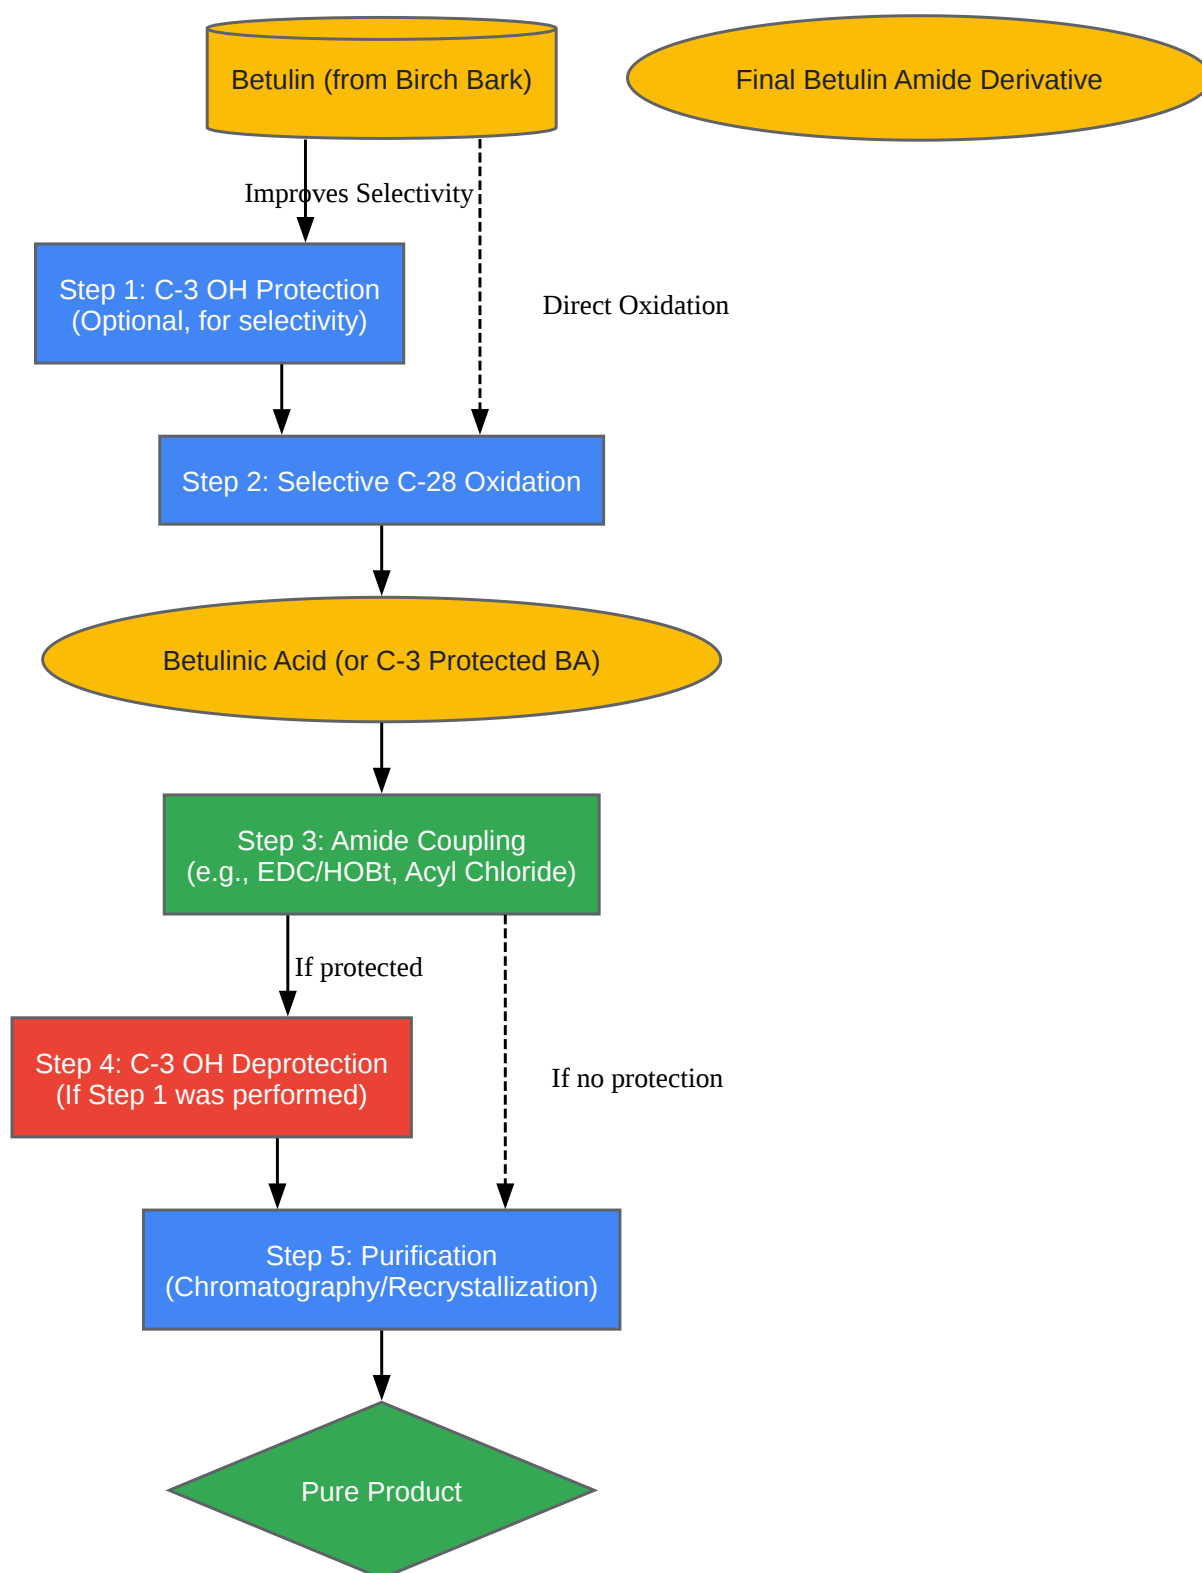 Betulin (from Birch Bark)
Final Betulin Amide Derivative
Improves Selectivity
Step 1: C-3 OH Protection
(Optional, for selectivity)
Direct Oxidation
Step 2: Selective C-28 Oxidation
Betulinic Acid (or C-3 Protected BA)
Step 3: Amide Coupling
(e.g., EDC/HOBt, Acyl Chloride)
If protected
Step 4: C-3 OH Deprotection
(If Step 1 was performed)
If no protection
Step 5: Purification
(Chromatography/Recrystallization)
Pure Product